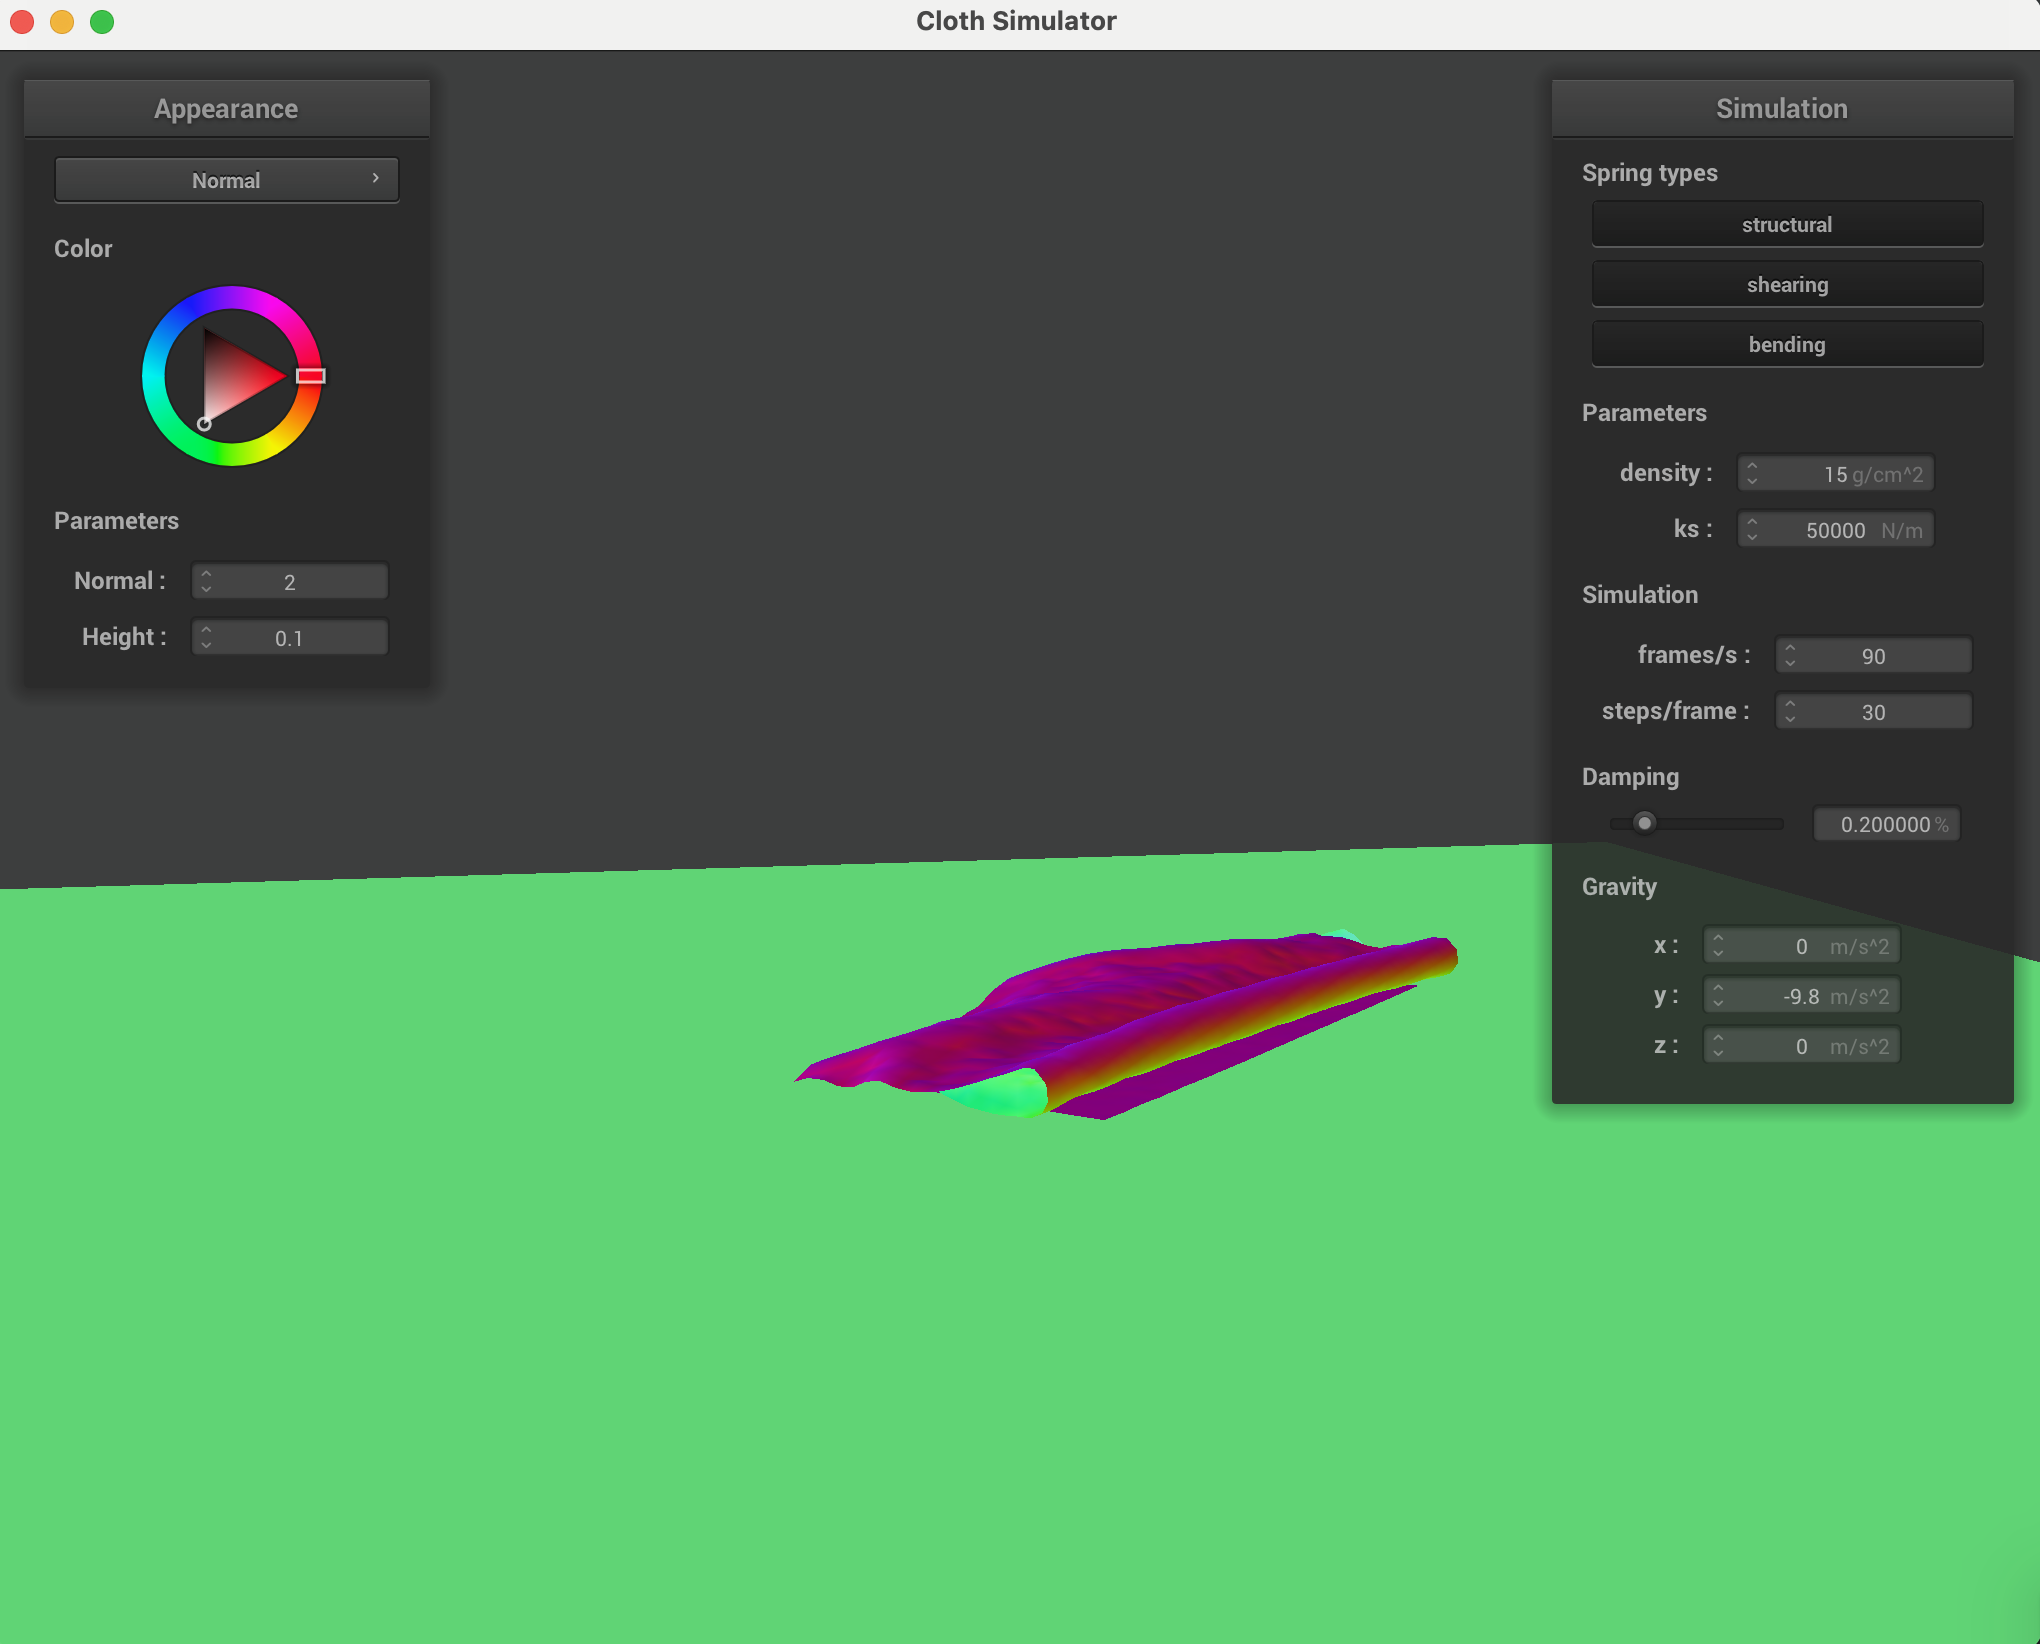 Cloth Simulator
Appearance
Normal
Color
Parameters
Normal : 2
Height : 0.1
Simulation
Spring types
structural
shearing
bending
Parameters
density : 15 g/cm^2
ks : 50000 N/m
Simulation
frames/s : 90
steps/frame : 30
Damping
0.200000 %
Gravity
x : 0 m/s^2
y : -9.8 m/s^2
z : 0 m/s^2